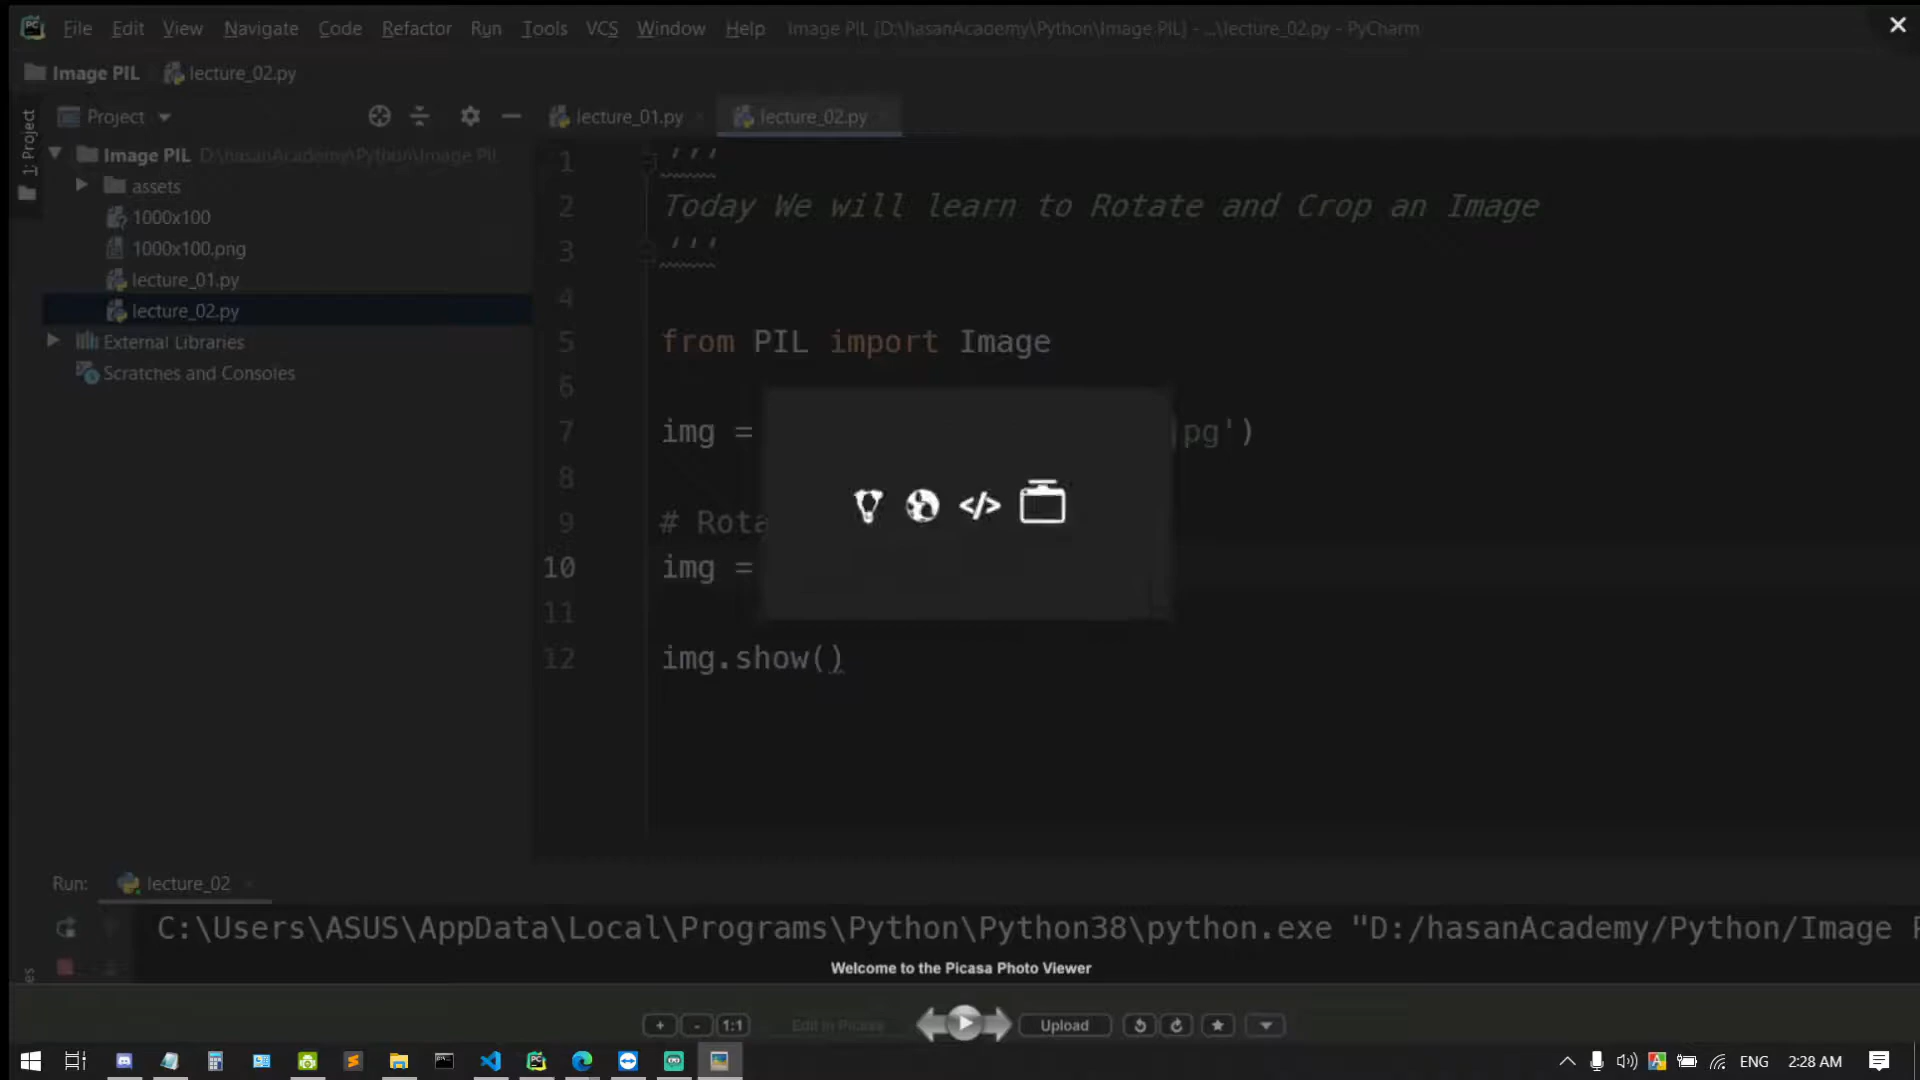 File Edit View Navigate Code Refactor Run Tools VCS Window Help Image PIL [D:\hasanAcademy\Python\Image PIL] - ...\lecture_02.py - PyCharm
Image PIL lecture_02.py
1: Project
Project
lecture_01.py
lecture_02.py
Image PIL D:\hasanAcademy\Python\Image PIL
assets
1000x100
1000x100.png
lecture_01.py
lecture_02.py
External Libraries
Scratches and Consoles
1 '''
2 Today We will learn to Rotate and Crop an Image
3 '''
4
5 from PIL import Image
6
7 img = pg')
8
9 # Rota
10 img =
11
12 img.show()
</>
Run: lecture_02
C:\Users\ASUS\AppData\Local\Programs\Python\Python38\python.exe "D:/hasanAcademy/Python/Image
Welcome to the Picasa Photo Viewer
+ - 1:1 Edit in Picasa Upload
ENG 2:28 AM